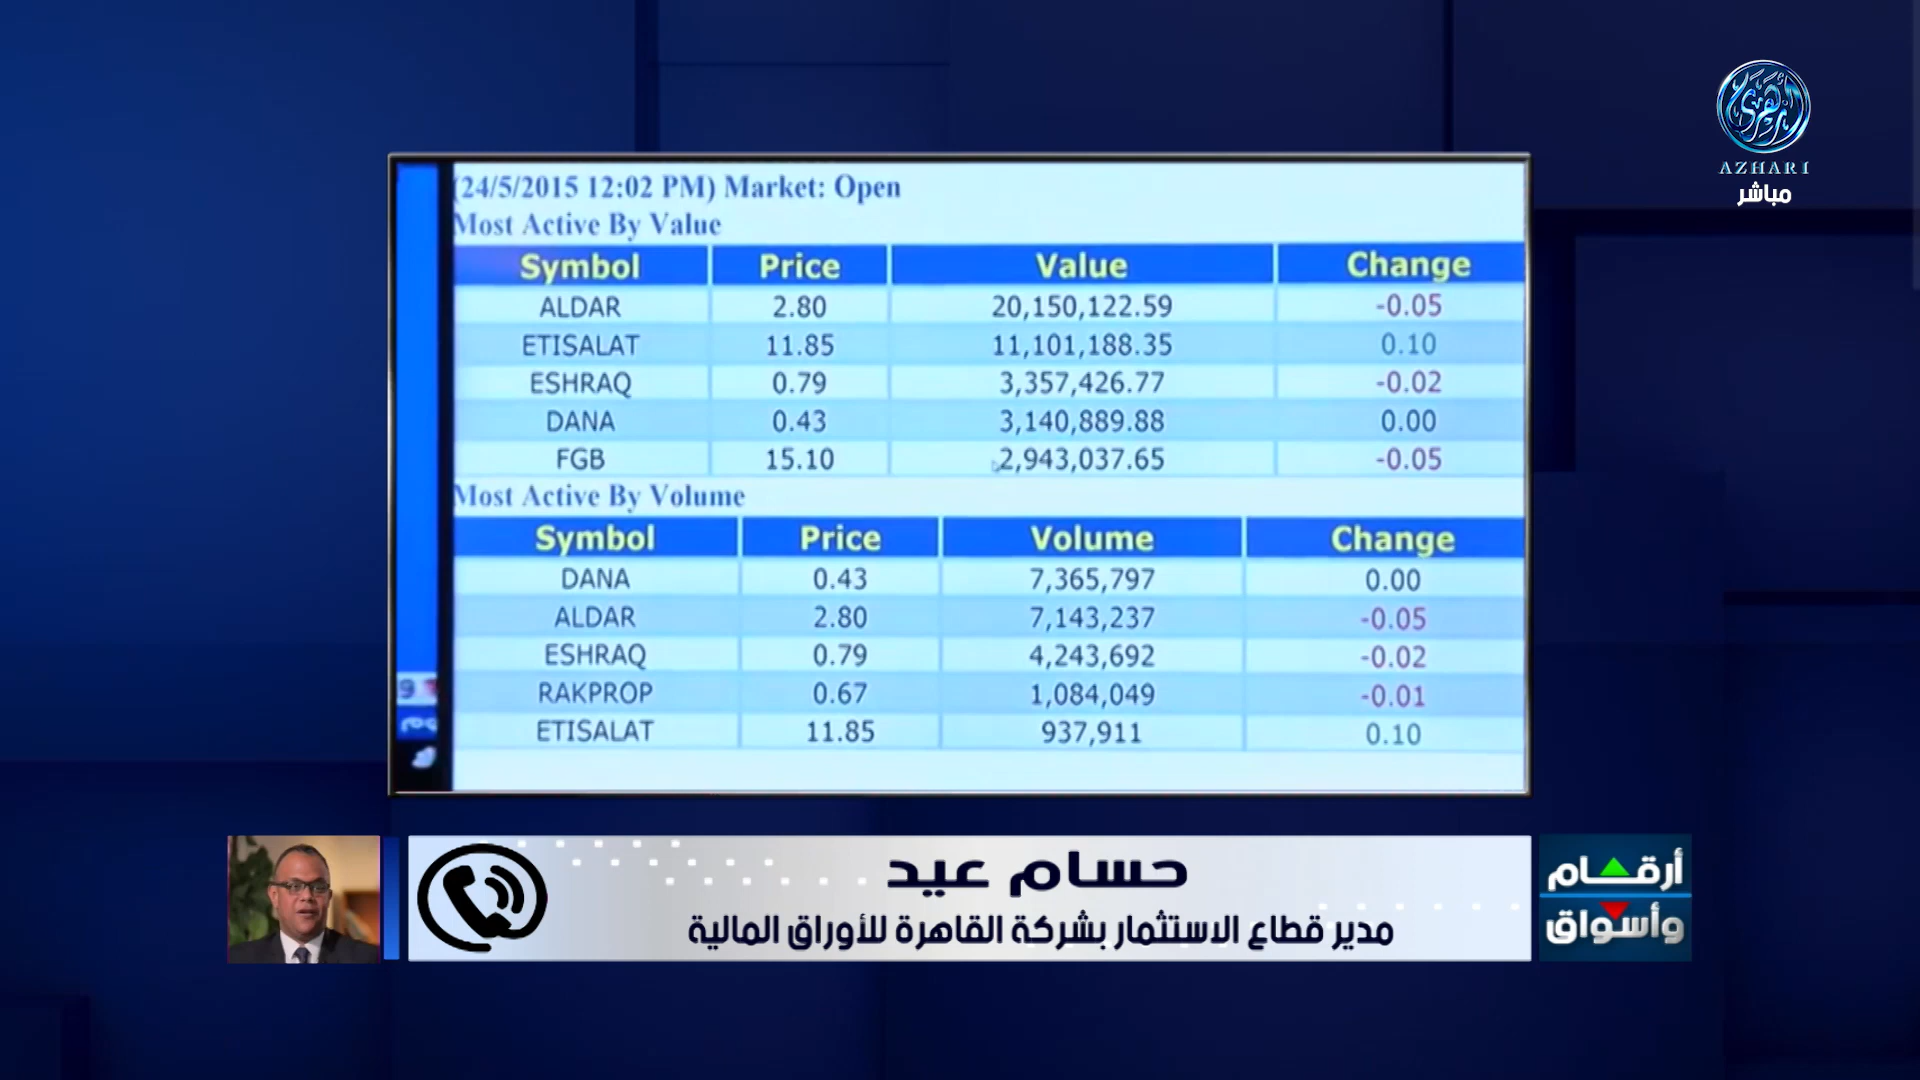 أزهري
AZHARI
مباشر
(24/5/2015 12:02 PM) Market: Open
Most Active By Value
Symbol Price Value Change
ALDAR 2.80 20,150,122.59 -0.05
ETISALAT 11.85 11,101,188.35 0.10
ESHRAQ 0.79 3,357,426.77 -0.02
DANA 0.43 3,140,889.88 0.00
FGB 15.10 2,943,037.65 -0.05
Most Active By Volume
Symbol Price Volume Change
DANA 0.43 7,365,797 0.00
ALDAR 2.80 7,143,237 -0.05
ESHRAQ 0.79 4,243,692 -0.02
RAKPROP 0.67 1,084,049 -0.01
ETISALAT 11.85 937,911 0.10
9
حسام عيد
مدير قطاع الاستثمار بشركة القاهرة للأوراق المالية
أرقـام
وأسواق